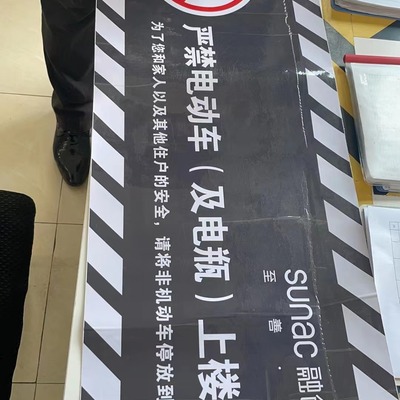 严禁电动车（及电瓶）上楼
为了您和家人以及其他住户的安全，请将非机动车停放到
sunac 融
至善·